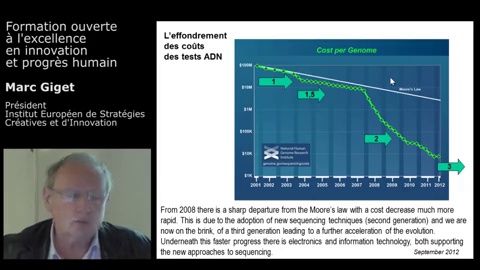 Formation ouverte
à l'excellence
en innovation
et progrès humain
Marc Giget
Président
Institut Européen de Stratégies
Créatives et d'Innovation
L'effondrement
des coûts
des tests ADN
Cost per Genome
$100M
$10M
$1M
$100K
$10K
$1K
Moore's Law
1
1,5
2
3
National Human
Genome Research
Institute
genome.gov/sequencingcosts
2001 2002 2003 2004 2005 2006 2007 2008 2009 2010 2011 2012
From 2008 there is a sharp departure from the Moore's law with a cost decrease much more
rapid. This is due to the adoption of new sequencing techniques (second generation) and we are
now on the brink, of a third generation leading to a further acceleration of the evolution.
Underneath this faster progress there is electronics and information technology, both supporting
the new approaches to sequencing.
September 2012